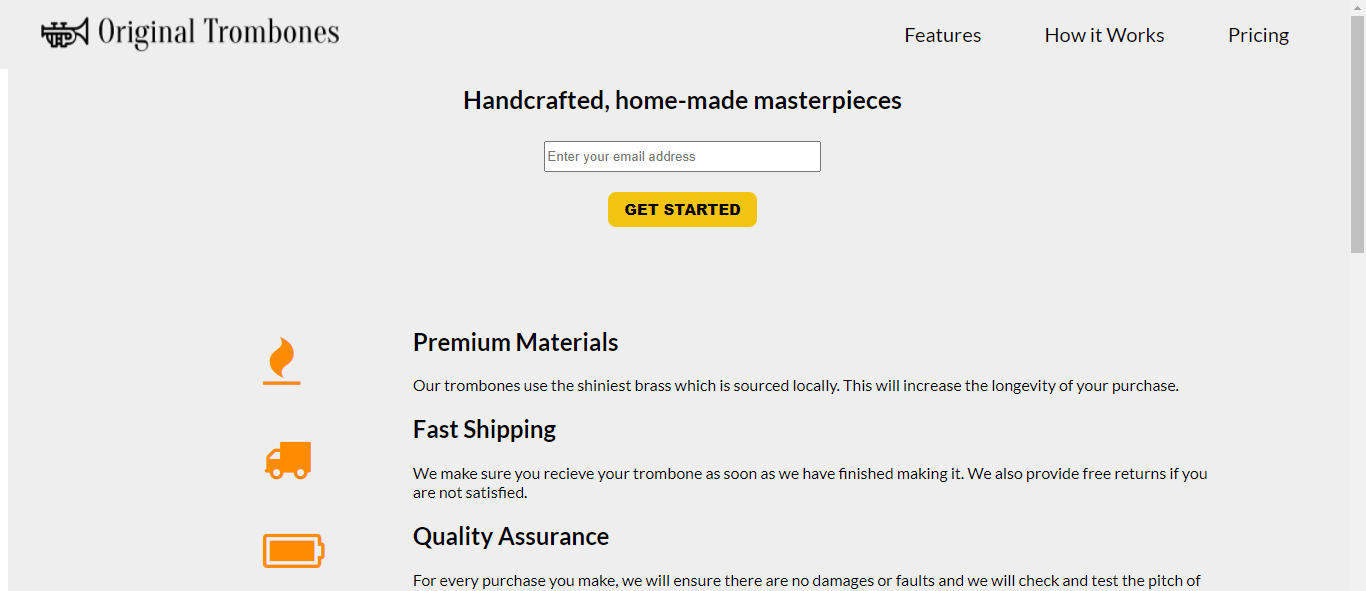 Original Trombones
Features
How it Works
Pricing
Handcrafted, home-made masterpieces
Enter your email address
GET STARTED
Premium Materials
Our trombones use the shiniest brass which is sourced locally. This will increase the longevity of your purchase.
Fast Shipping
We make sure you recieve your trombone as soon as we have finished making it. We also provide free returns if you
are not satisfied.
Quality Assurance
For every purchase you make, we will ensure there are no damages or faults and we will check and test the pitch of